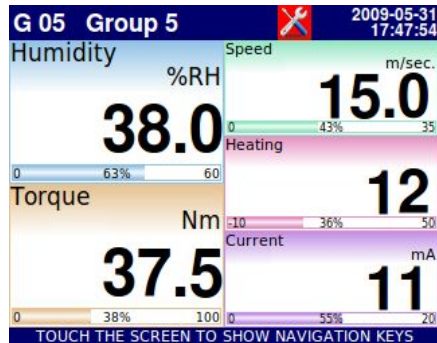 G 05 Group 5
2009-05-31
17:47:54
Humidity
%RH
38.0
0 63% 60
Torque
Nm
37.5
0 38% 100
Speed
m/sec.
15.0
0 43% 35
Heating
12
-10 36% 50
Current
mA
11
0 55% 20
TOUCH THE SCREEN TO SHOW NAVIGATION KEYS